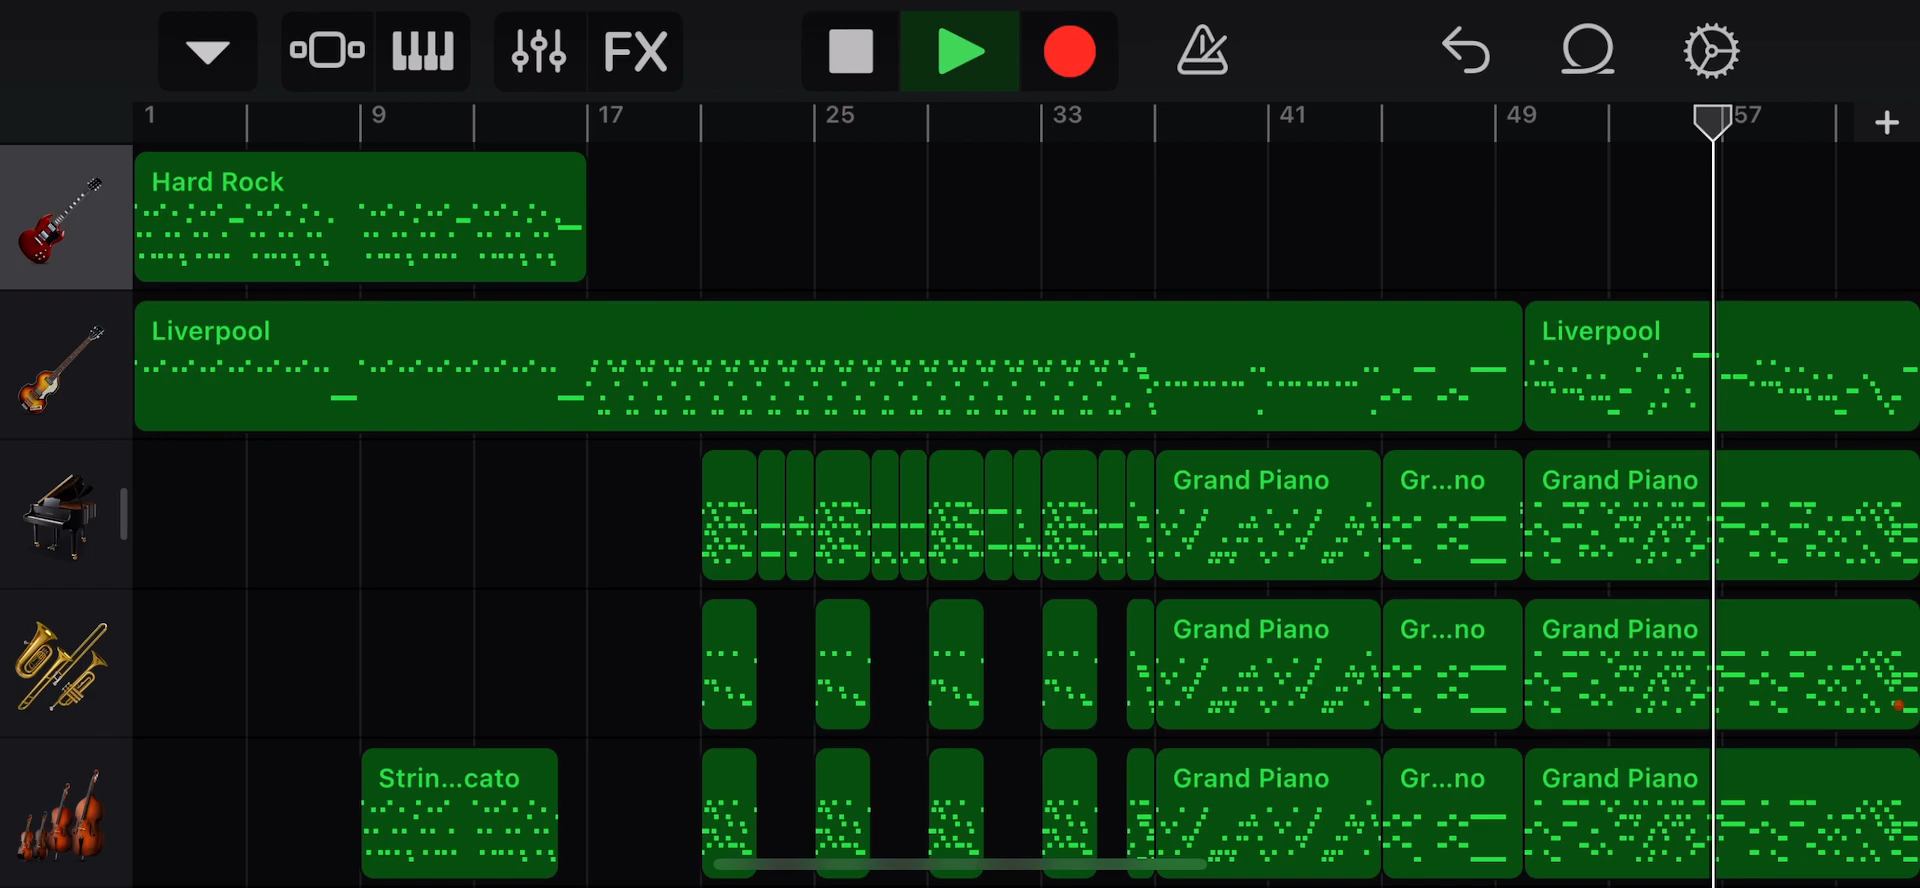 FX
1 9 17 25 33 41 49 57
Hard Rock
Liverpool Liverpool
Grand Piano Gr...no Grand Piano
Grand Piano Gr...no Grand Piano
Strin...cato Grand Piano Gr...no Grand Piano